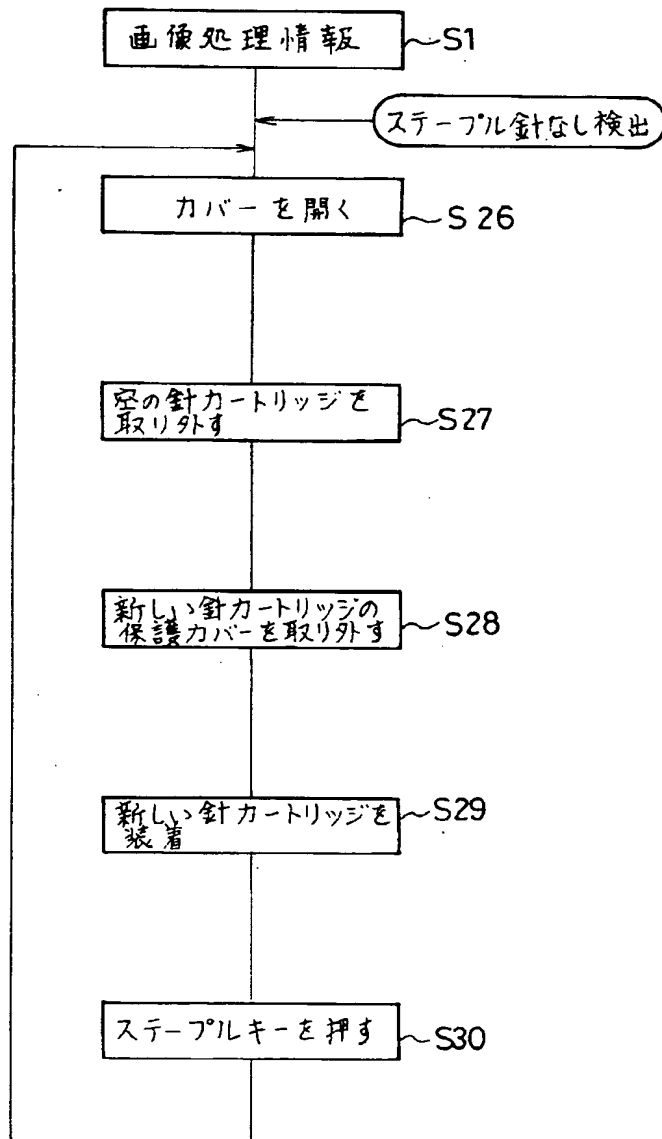 画像処理情報
S1
ステープル針なし検出
カバーを開く
S26
空の針カートリッジを
取り外す
S27
新しい針カートリッジの
保護カバーを取り外す
S28
新しい針カートリッジを
装着
S29
ステープルキーを押す
S30